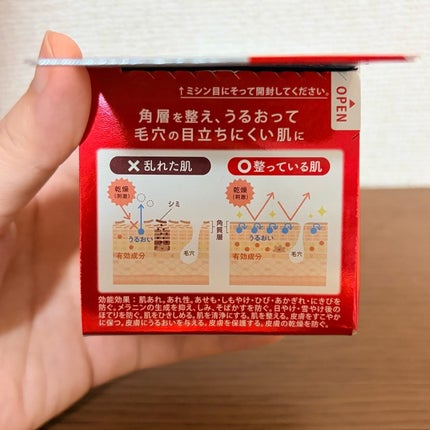 ↑ミシン目にそって開封してください。
OPEN
角層を整え、うるおって
毛穴の目立ちにくい肌に
✕ 乱れた肌
○ 整っている肌
乾燥
(刺激)
シミ
うるおい
有効成分
毛穴
角質層
乾燥
(刺激)
うるおい
有効成分
毛穴
効能効果:肌あれ。あれ性。あせも・しもやけ・ひび・あかぎれ・にきびを
防ぐ。メラニンの生成を抑え、しみ、そばかすを防ぐ。日やけ・雪やけ後の
ほてりを防ぐ。肌をひきしめる。肌を清浄にする。肌を整える。皮膚をすこやか
に保つ。皮膚にうるおいを与える。皮膚を保護する。皮膚の乾燥を防ぐ。